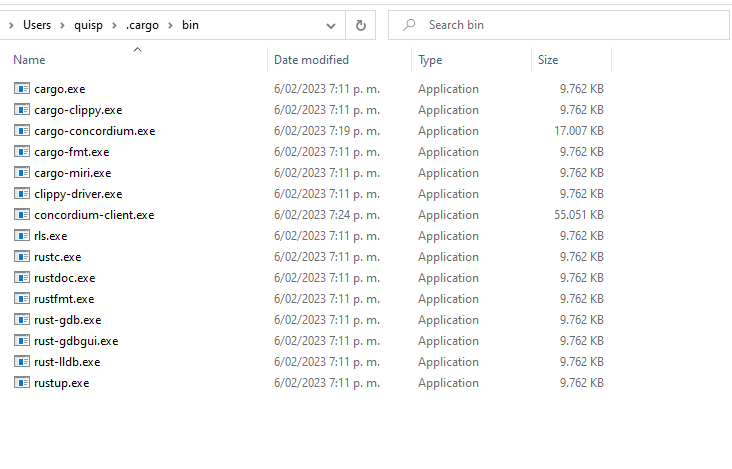 Users > quisp > .cargo > bin
Search bin
Name Date modified Type Size
cargo.exe 6/02/2023 7:11 p. m. Application 9.762 KB
cargo-clippy.exe 6/02/2023 7:11 p. m. Application 9.762 KB
cargo-concordium.exe 6/02/2023 7:19 p. m. Application 17.007 KB
cargo-fmt.exe 6/02/2023 7:11 p. m. Application 9.762 KB
cargo-miri.exe 6/02/2023 7:11 p. m. Application 9.762 KB
clippy-driver.exe 6/02/2023 7:11 p. m. Application 9.762 KB
concordium-client.exe 6/02/2023 7:24 p. m. Application 55.051 KB
rls.exe 6/02/2023 7:11 p. m. Application 9.762 KB
rustc.exe 6/02/2023 7:11 p. m. Application 9.762 KB
rustdoc.exe 6/02/2023 7:11 p. m. Application 9.762 KB
rustfmt.exe 6/02/2023 7:11 p. m. Application 9.762 KB
rust-gdb.exe 6/02/2023 7:11 p. m. Application 9.762 KB
rust-gdbgui.exe 6/02/2023 7:11 p. m. Application 9.762 KB
rust-lldb.exe 6/02/2023 7:11 p. m. Application 9.762 KB
rustup.exe 6/02/2023 7:11 p. m. Application 9.762 KB